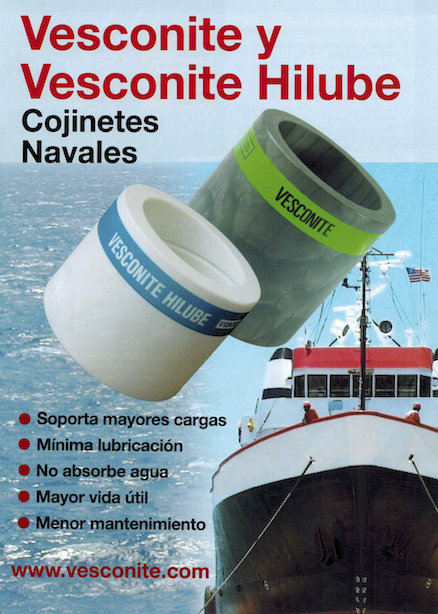 Vesconite y
Vesconite Hilube
Cojinetes
Navales
VESCONITE
VESCONITE HILUBE
Soporta mayores cargas
Mínima lubricación
No absorbe agua
Mayor vida útil
Menor mantenimiento
www.vesconite.com